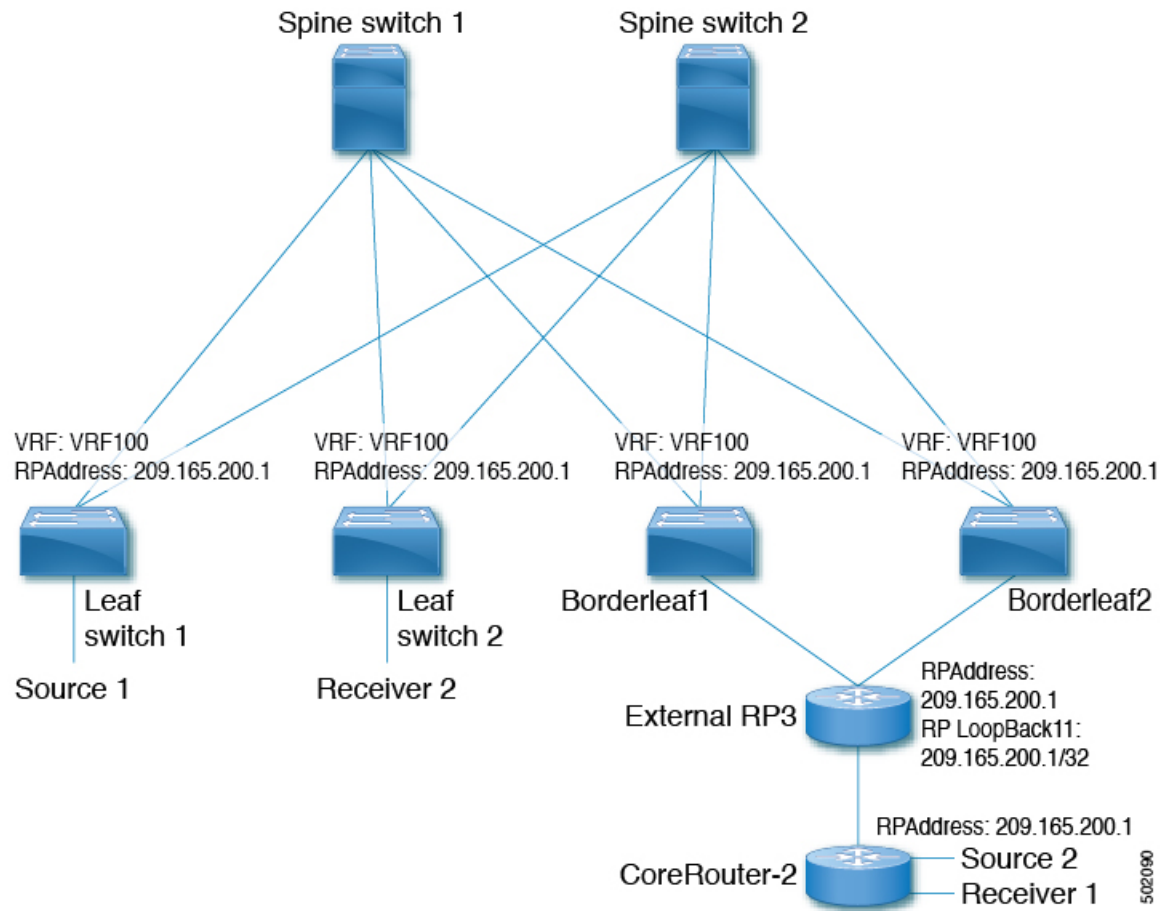 Spine switch 1
Spine switch 2
VRF: VRF100
RPAddress: 209.165.200.1
VRF: VRF100
RPAddress: 209.165.200.1
VRF: VRF100
RPAddress: 209.165.200.1
VRF: VRF100
RPAddress: 209.165.200.1
Leaf
switch 1
Leaf
switch 2
Borderleaf1
Borderleaf2
Source 1
Receiver 2
External RP3
RPAddress:
209.165.200.1
RP LoopBack11:
209.165.200.1/32
RPAddress: 209.165.200.1
CoreRouter-2
Source 2
Receiver 1
502090